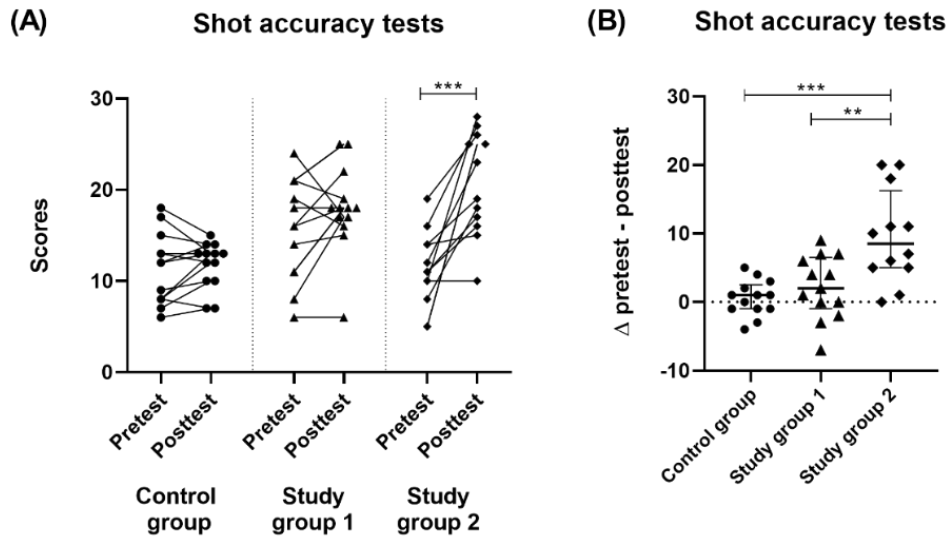 (A)
Shot accuracy tests
***
30
20
10
0
Scores
Pretest
Posttest
Pretest
Posttest
Pretest
Posttest
Control
group
Study
group 1
Study
group 2
(B)
Shot accuracy tests
***
**
30
20
10
0
-10
Δ pretest - posttest
Control group
Study group 1
Study group 2